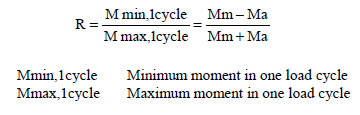 R = M min,1cycle / M max,1cycle = Mm – Ma / Mm + Ma
Mmin,1cycle Minimum moment in one load cycle
Mmax,1cycle Maximum moment in one load cycle